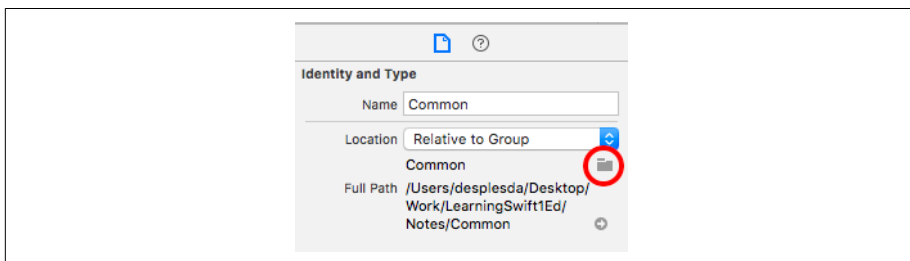 Identity and Type
Name Common
Location Relative to Group
Common
Full Path /Users/desplesda/Desktop/
Work/LearningSwift1Ed/
Notes/Common